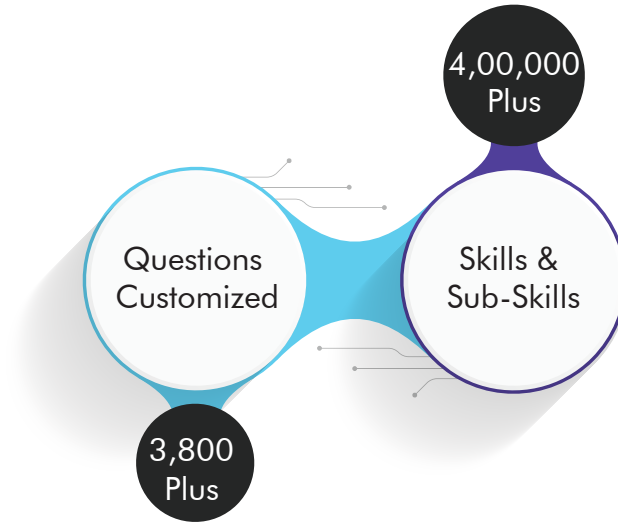 4,00,000
Plus
Questions
Customized
Skills &
Sub-Skills
3,800
Plus